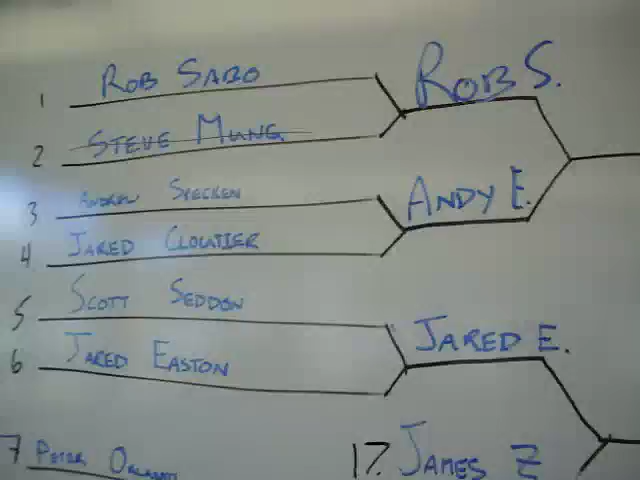 1 ROB SABO
ROB S.
2 STEVE MUNG
3 ANDREW
ANDY E.
4 JARED CLOUTIER
5 SCOTT SEDDON
JARED E.
6 JARED EASTON
7 PETER
17. JAMES Z